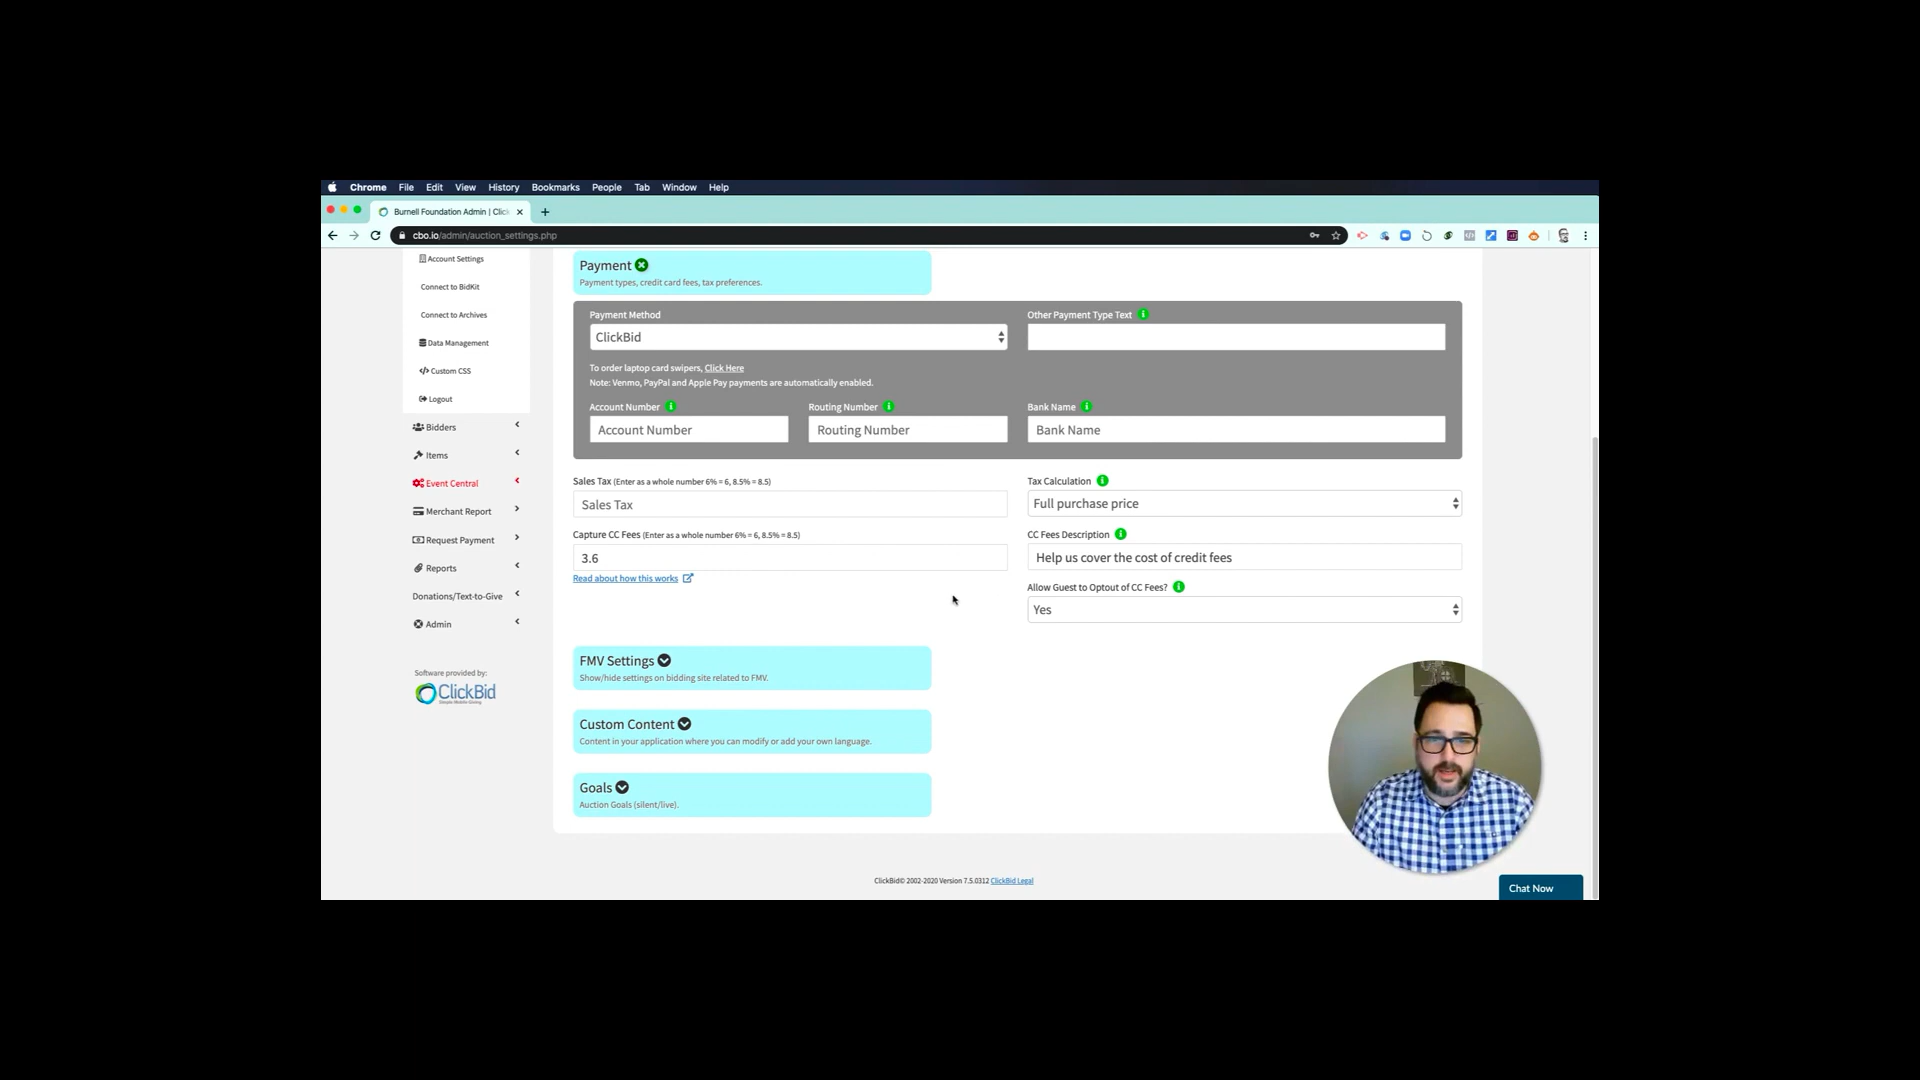 Chrome File Edit View History Bookmarks People Tab Window Help
Burnell Foundation Admin | Click
cbo.io/admin/auction_settings.php
Account Settings
Connect to BidKit
Connect to Archives
Data Management
Custom CSS
Logout
Bidders
Items
Event Central
Merchant Report
Request Payment
Reports
Donations/Text-to-Give
Admin
Software provided by:
ClickBid
Simple Mobile Giving
Payment
Payment types, credit card fees, tax preferences.
Payment Method
ClickBid
Other Payment Type Text
To order laptop card swipers, Click Here
Note: Venmo, PayPal and Apple Pay payments are automatically enabled.
Account Number
Account Number
Routing Number
Routing Number
Bank Name
Bank Name
Sales Tax (Enter as a whole number 6% = 6, 8.5% = 8.5)
Sales Tax
Tax Calculation
Full purchase price
Capture CC Fees (Enter as a whole number 6% = 6, 8.5% = 8.5)
3.6
Read about how this works
CC Fees Description
Help us cover the cost of credit fees
Allow Guest to Optout of CC Fees?
Yes
FMV Settings
Show/hide settings on bidding site related to FMV.
Custom Content
Content in your application where you can modify or add your own language.
Goals
Auction Goals (silent/live).
ClickBid© 2002-2020 Version 7.5.0312 ClickBid Legal
Chat Now